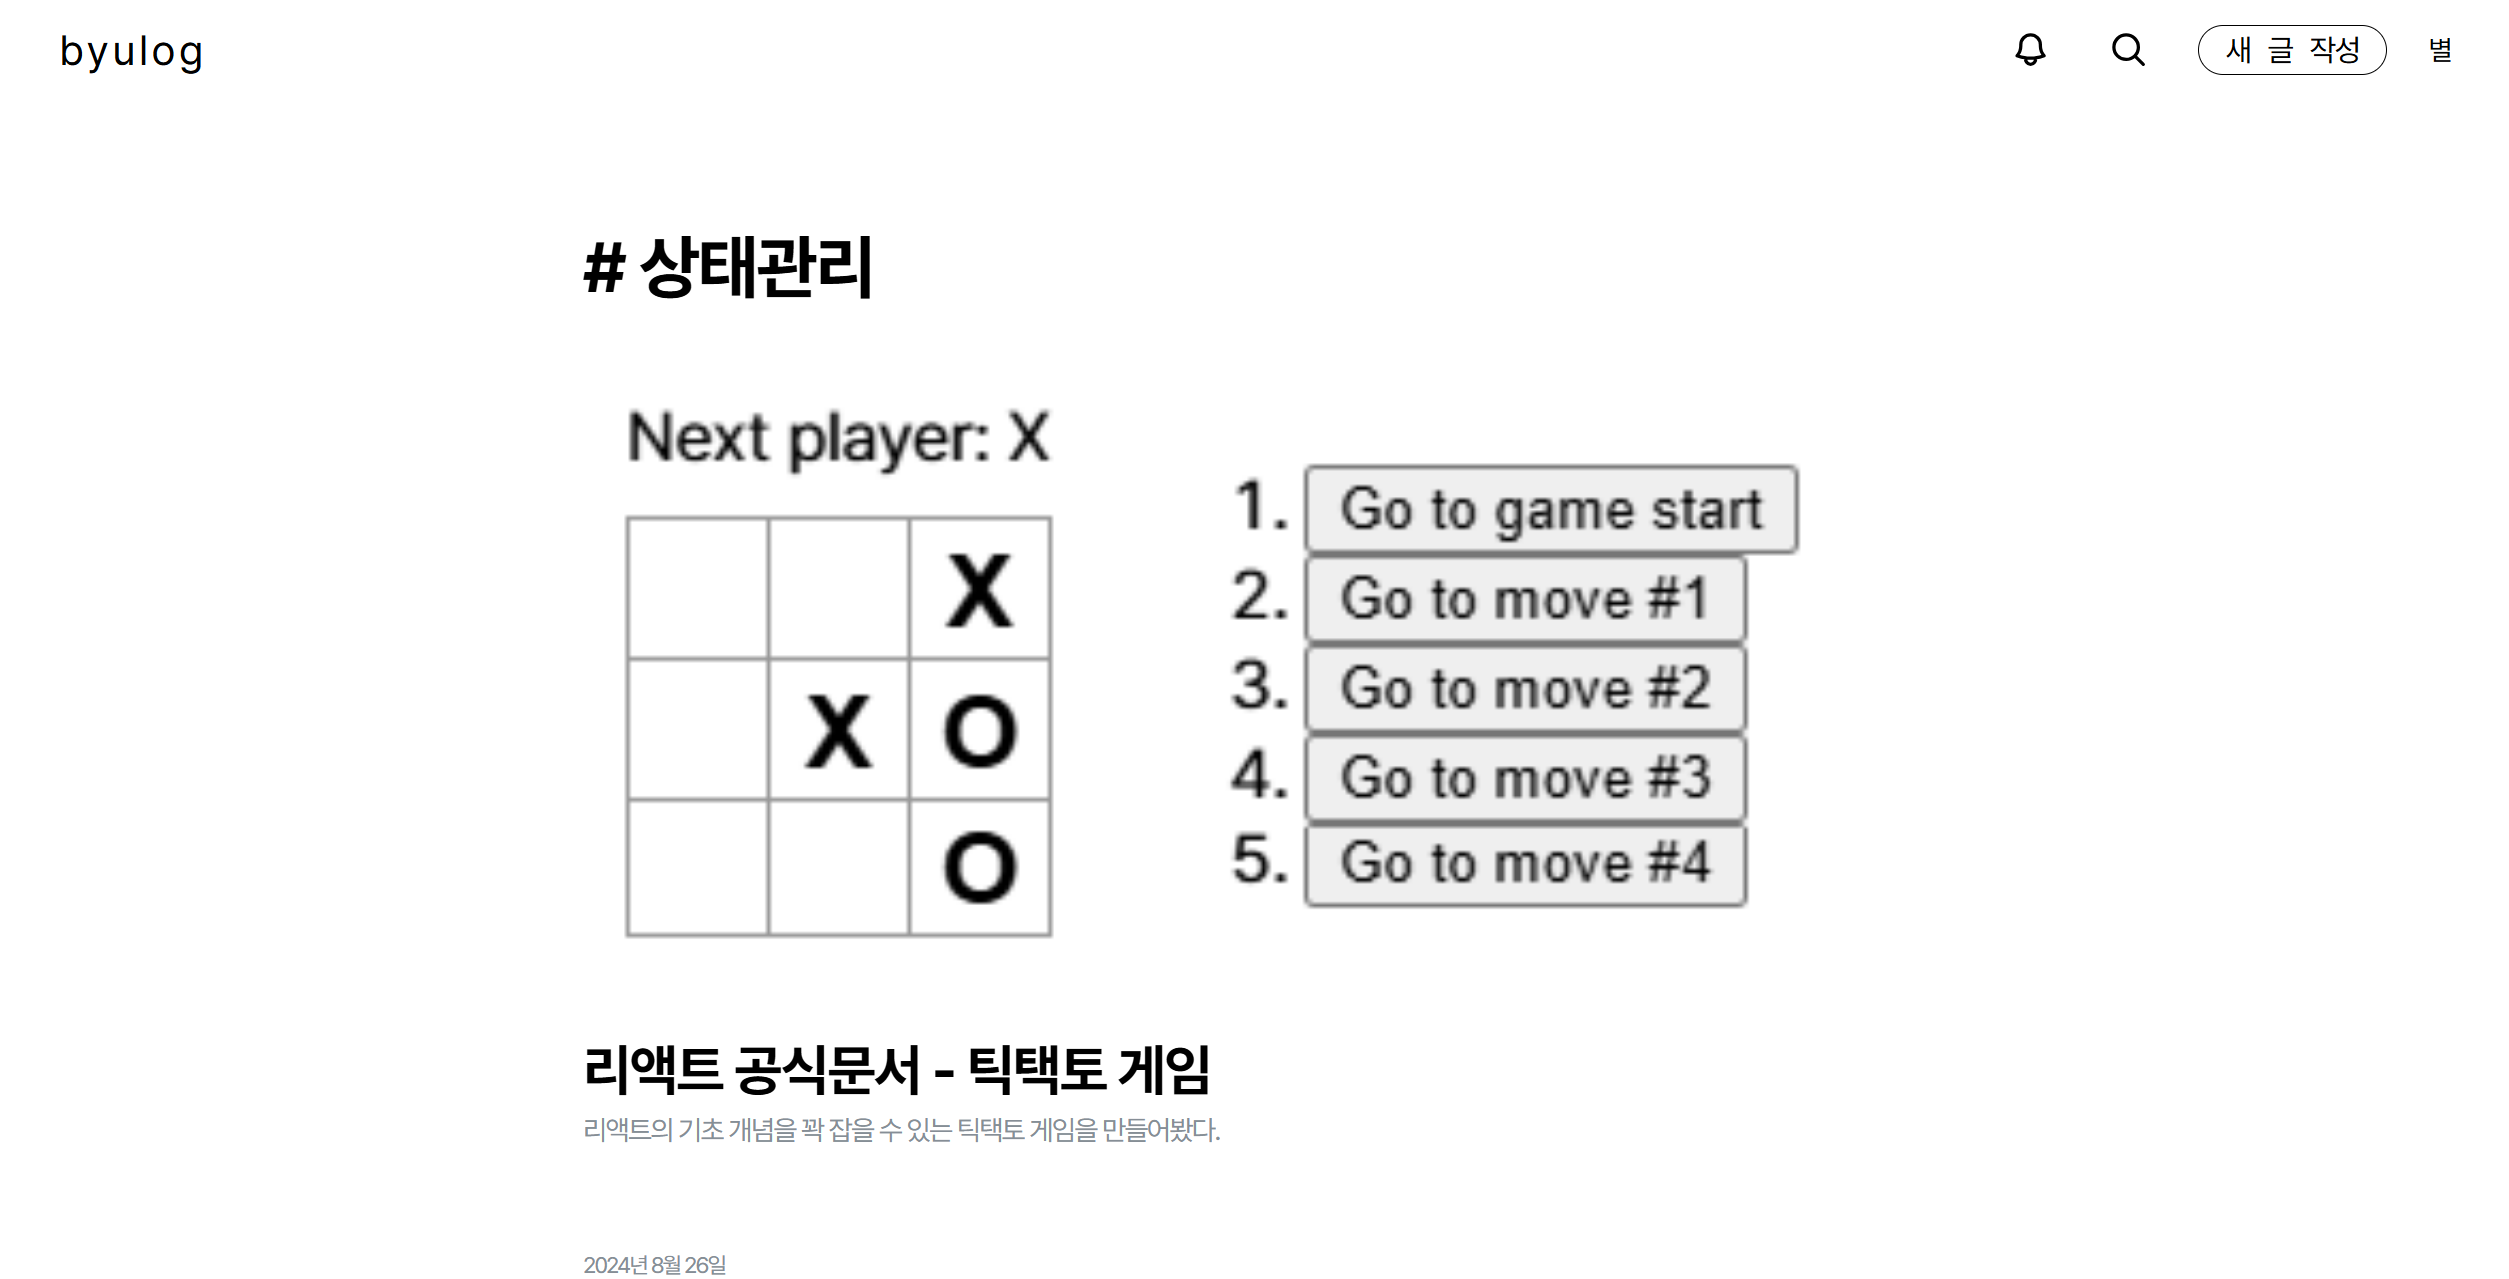 byulog
새 글 작성
별
# 상태관리
Next player: X
X
X O
O
1. Go to game start
2. Go to move #1
3. Go to move #2
4. Go to move #3
5. Go to move #4
리액트 공식문서 - 틱택토 게임
리액트의 기초 개념을 꽉 잡을 수 있는 틱택토 게임을 만들어봤다.
2024년 8월 26일